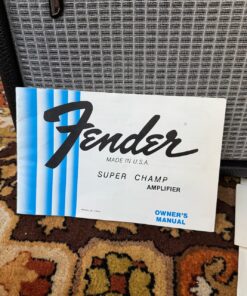 Fender
MADE IN U.S.A.
SUPER CHAMP
AMPLIFIER
OWNER'S
MANUAL